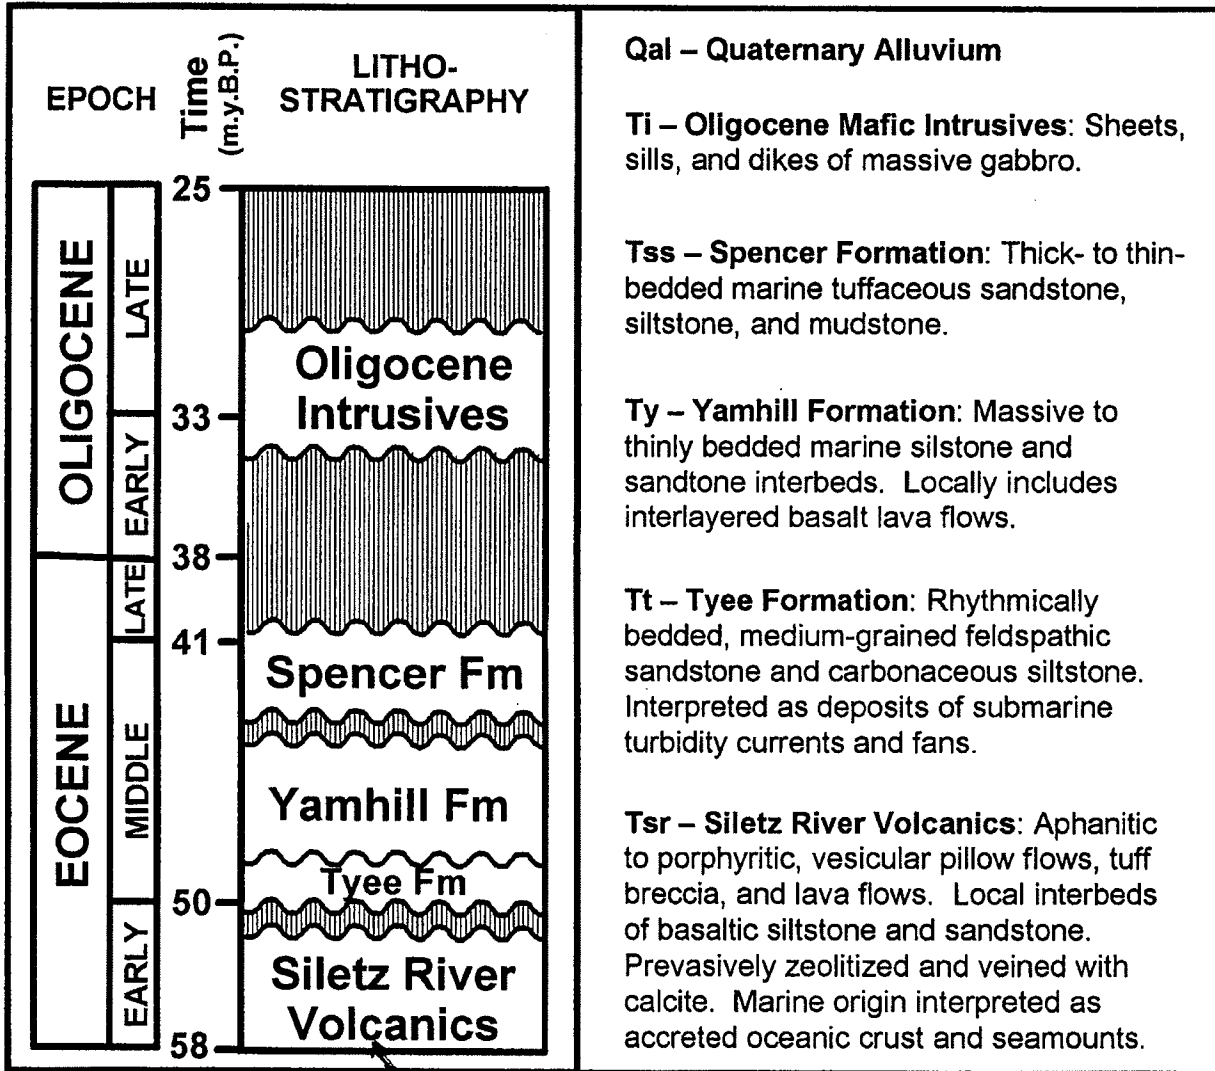 EPOCH
Time
(m.y.B.P.)
LITHO-
STRATIGRAPHY
OLIGOCENE
LATE
EARLY
EOCENE
LATE
MIDDLE
EARLY
25
33
38
41
50
58
Oligocene
Intrusives
Spencer Fm
Yamhill Fm
Tyee Fm
Siletz River
Volcanics
Qal – Quaternary Alluvium
Ti – Oligocene Mafic Intrusives: Sheets,
sills, and dikes of massive gabbro.
Tss – Spencer Formation: Thick- to thin-
bedded marine tuffaceous sandstone,
siltstone, and mudstone.
Ty – Yamhill Formation: Massive to
thinly bedded marine silstone and
sandtone interbeds. Locally includes
interlayered basalt lava flows.
Tt – Tyee Formation: Rhythmically
bedded, medium-grained feldspathic
sandstone and carbonaceous siltstone.
Interpreted as deposits of submarine
turbidity currents and fans.
Tsr – Siletz River Volcanics: Aphanitic
to porphyritic, vesicular pillow flows, tuff
breccia, and lava flows. Local interbeds
of basaltic siltstone and sandstone.
Prevasively zeolitized and veined with
calcite. Marine origin interpreted as
accreted oceanic crust and seamounts.